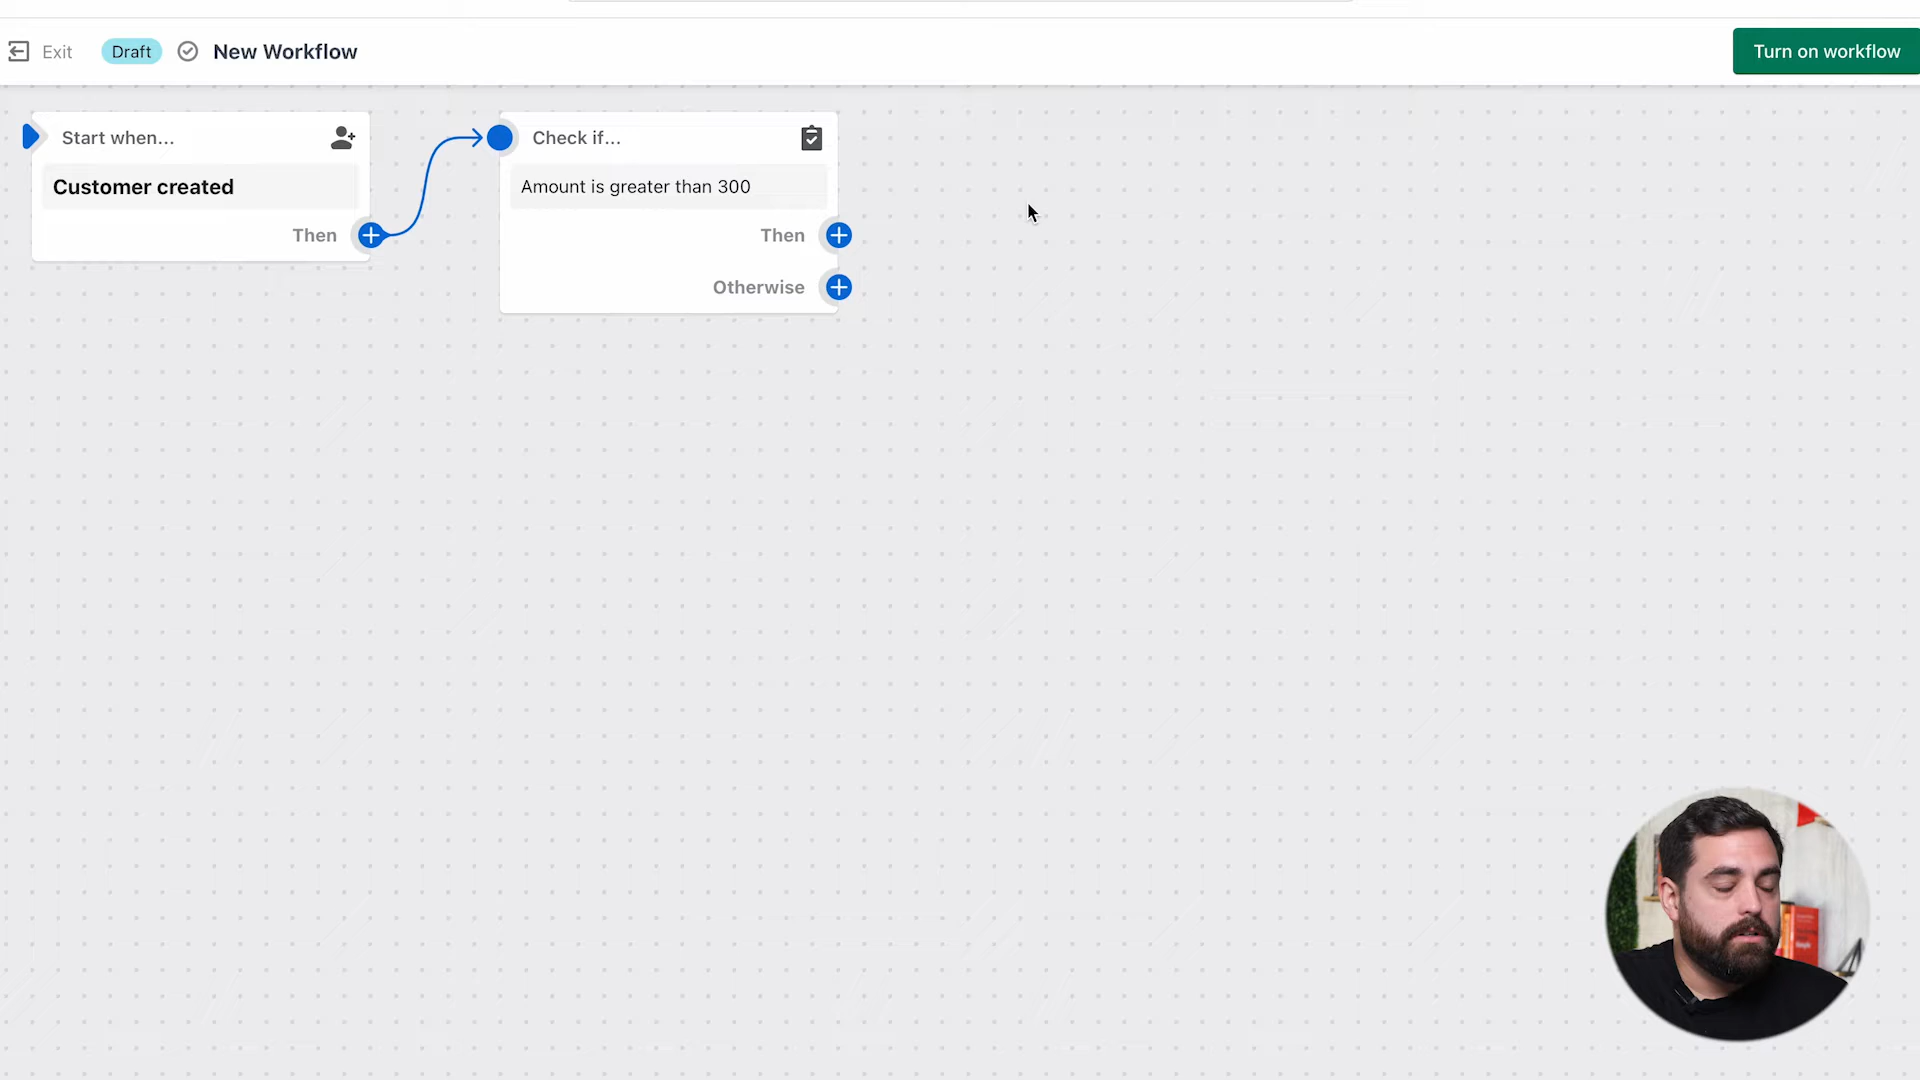 Exit
Draft
New Workflow
Turn on workflow
Start when...
Customer created
Then
Check if...
Amount is greater than 300
Then
Otherwise